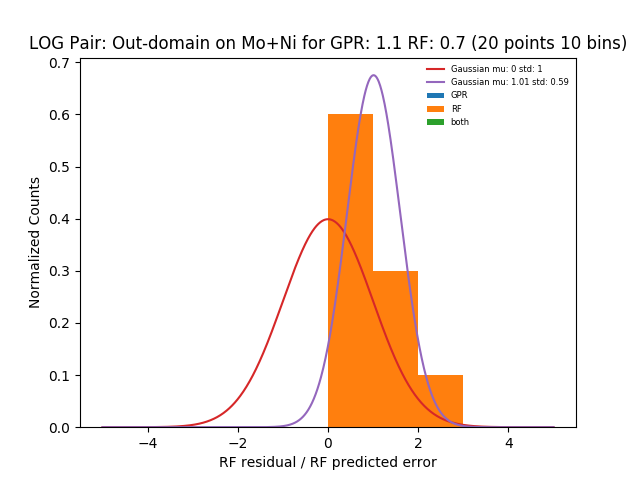 LOG Pair: Out-domain on Mo+Ni for GPR: 1.1 RF: 0.7 (20 points 10 bins)
Gaussian mu: 0 std: 1
Gaussian mu: 1.01 std: 0.59
GPR
RF
both
Normalized Counts
0.7
0.6
0.5
0.4
0.3
0.2
0.1
0.0
−4
−2
0
2
4
RF residual / RF predicted error